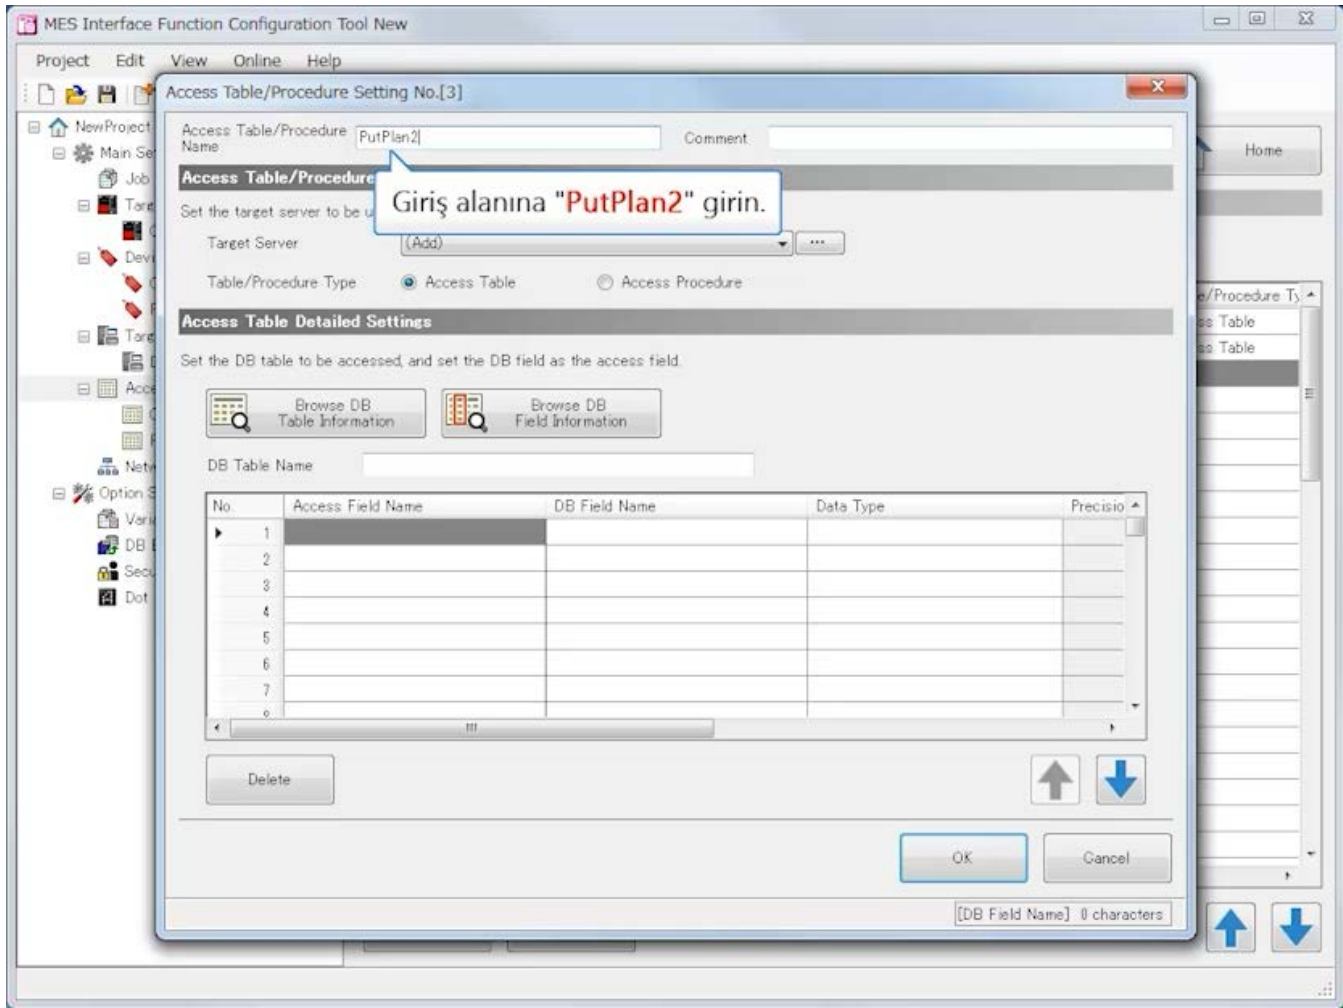 MES Interface Function Configuration Tool New
Project Edit View Online Help
Access Table/Procedure Setting No.[3]
NewProject
Access Table/Procedure Name
PutPlan2
Comment
Home
Main Se
Job
Access Table/Procedure
Giriş alanına "PutPlan2" girin.
Set the target server to be u
Target Server
(Add)
...
Table/Procedure Type
Access Table
Access Procedure
e/Procedure Ty
ss Table
ss Table
Access Table Detailed Settings
Set the DB table to be accessed, and set the DB field as the access field.
Browse DB
Table Information
Browse DB
Field Information
DB Table Name
Option S
DB
Dot
No. Access Field Name DB Field Name Data Type Precisio
1
2
3
4
5
6
7
Delete
OK
Cancel
[DB Field Name] 0 characters